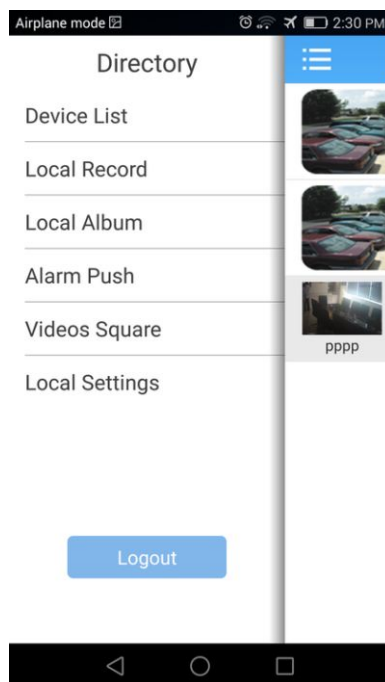 Airplane mode 2:30 PM
Directory
Device List
Local Record
Local Album
Alarm Push
Videos Square
Local Settings
pppp
Logout